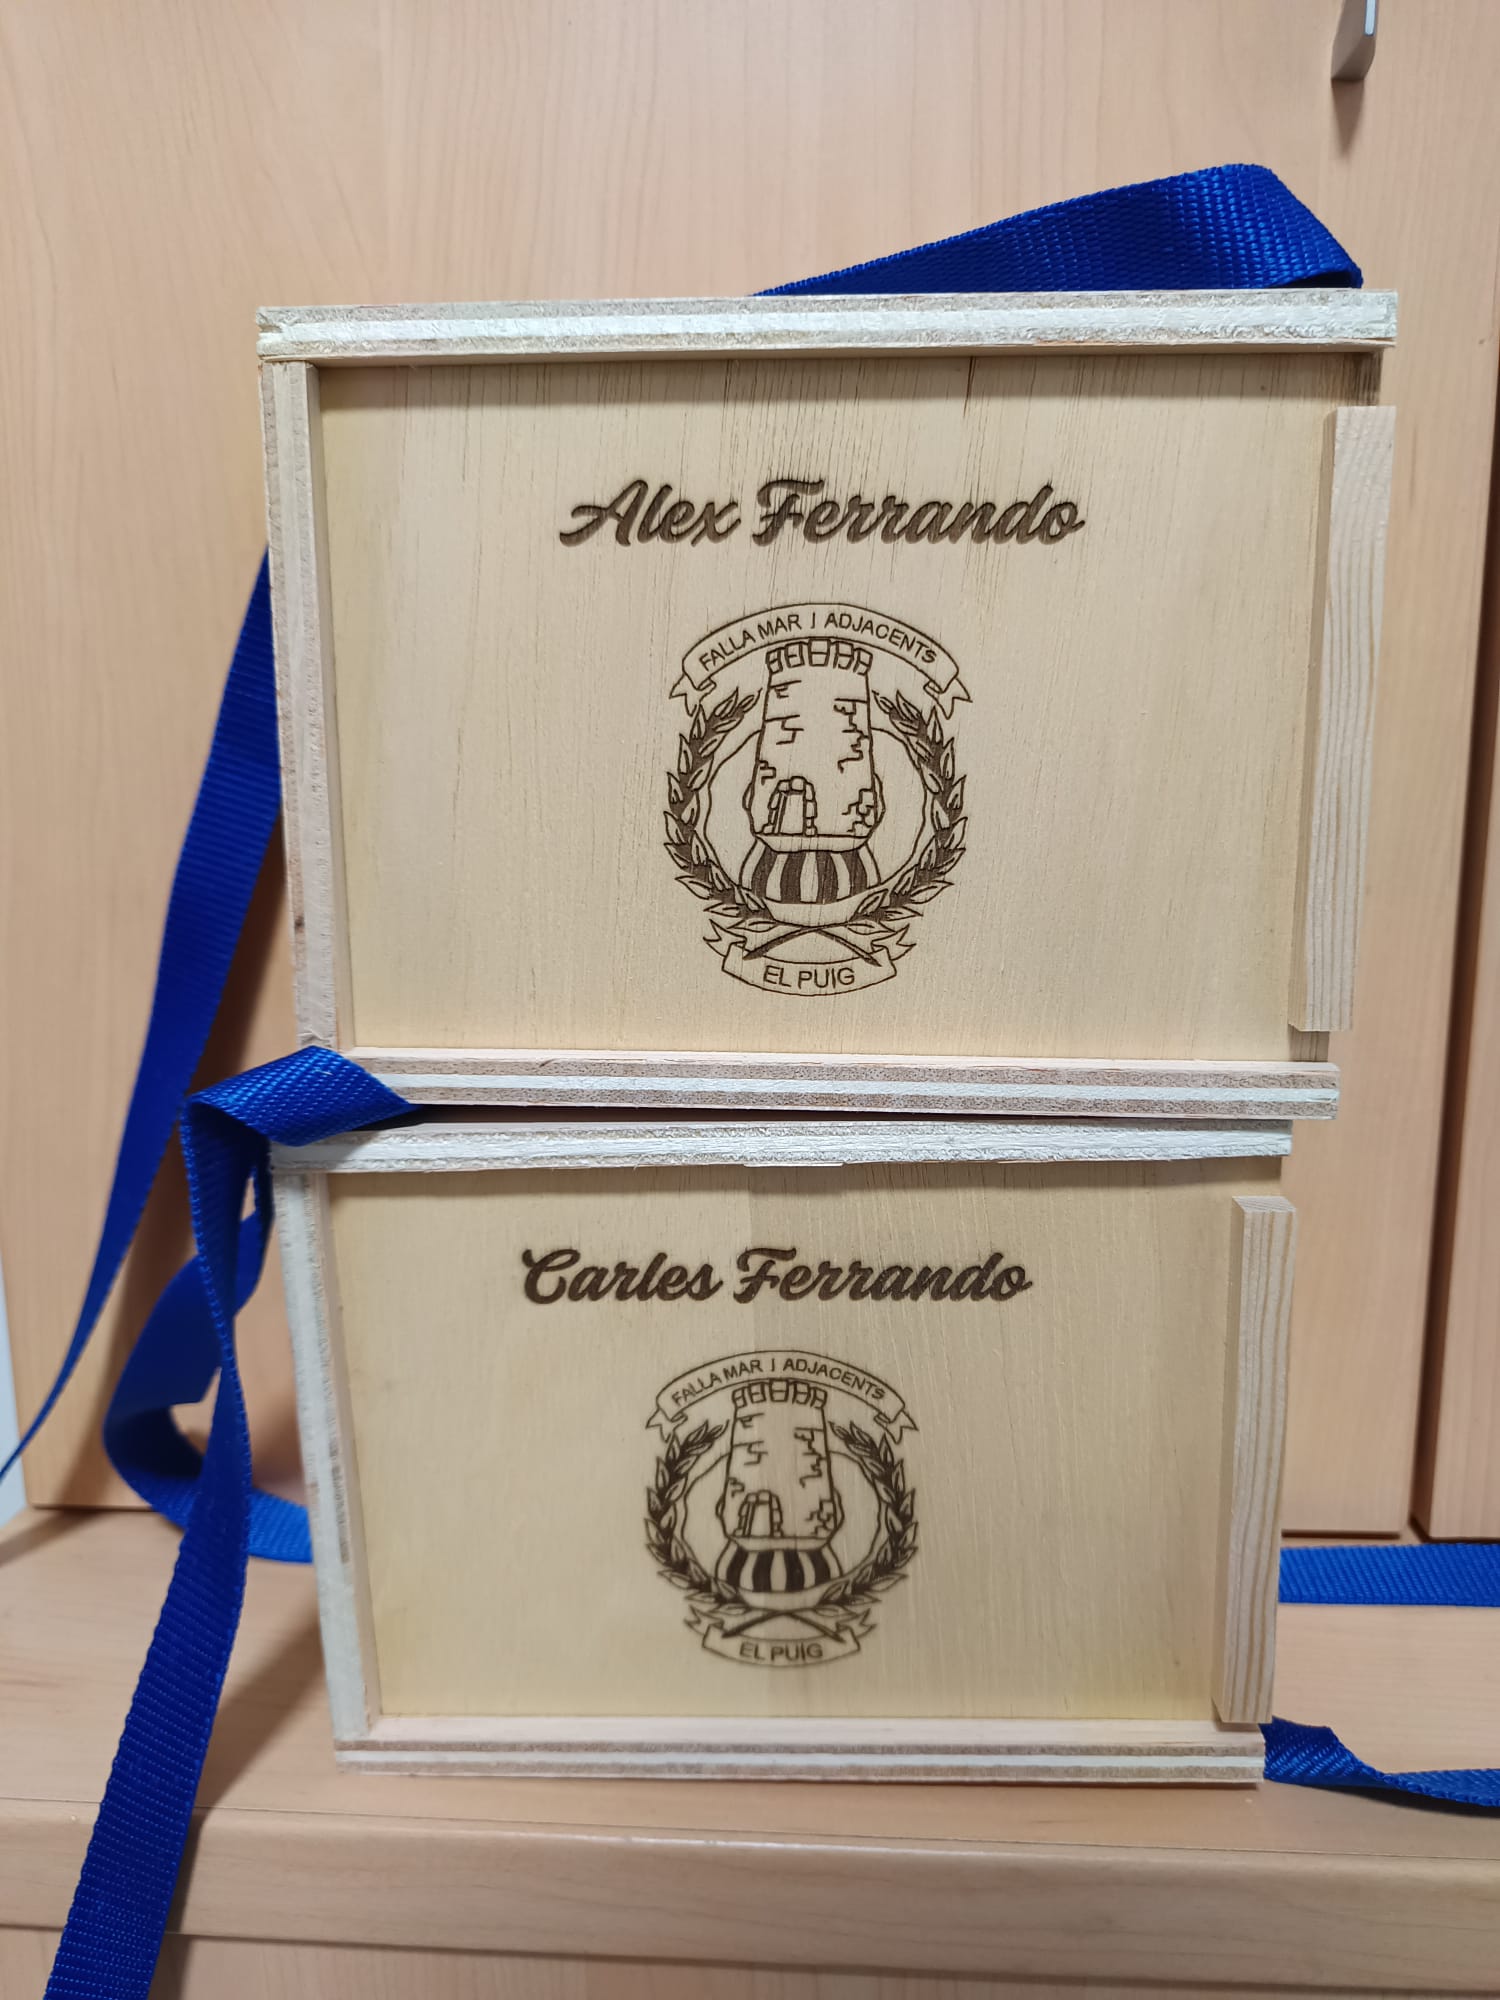 Alex Ferrando
FALLA MAR I ADJACENTS
EL PUIG
Carles Ferrando
FALLA MAR I ADJACENTS
EL PUIG